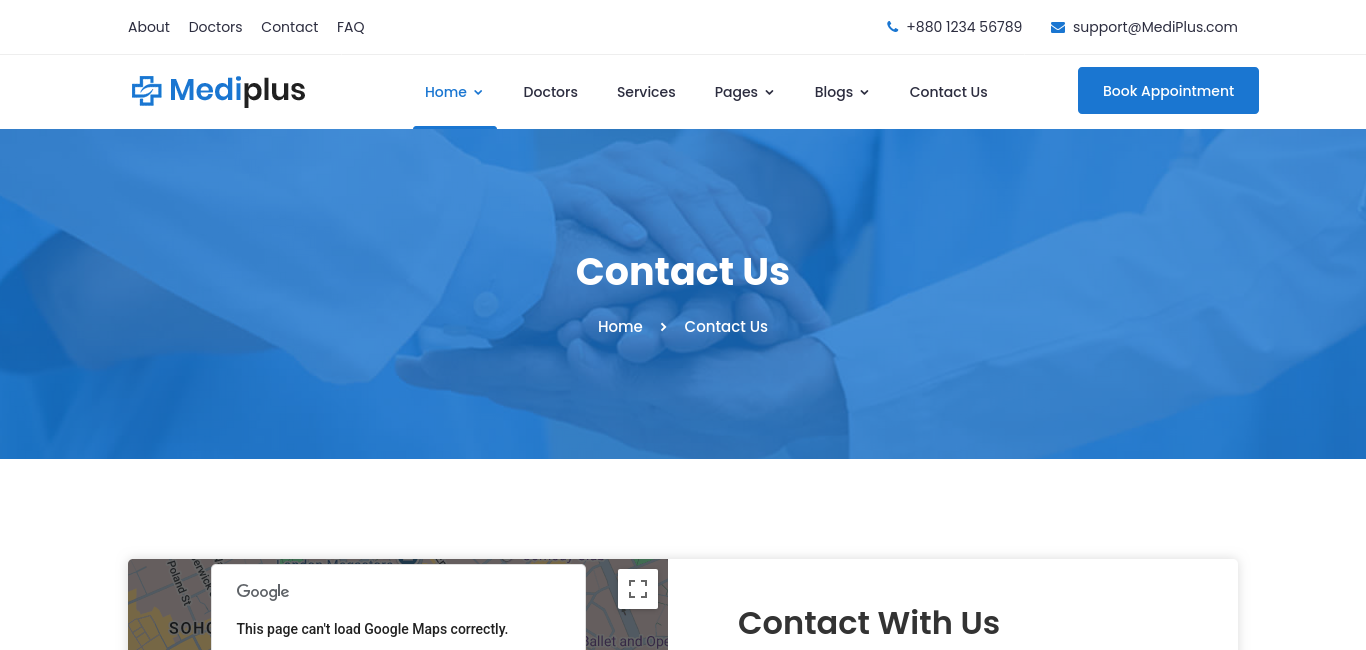 About Doctors Contact FAQ
+880 1234 56789 support@MediPlus.com
Mediplus
Home Doctors Services Pages Blogs Contact Us
Book Appointment
Contact Us
Home Contact Us
Poland St
Google
This page can't load Google Maps correctly.
SOHO
Ballet and Ope
Contact With Us